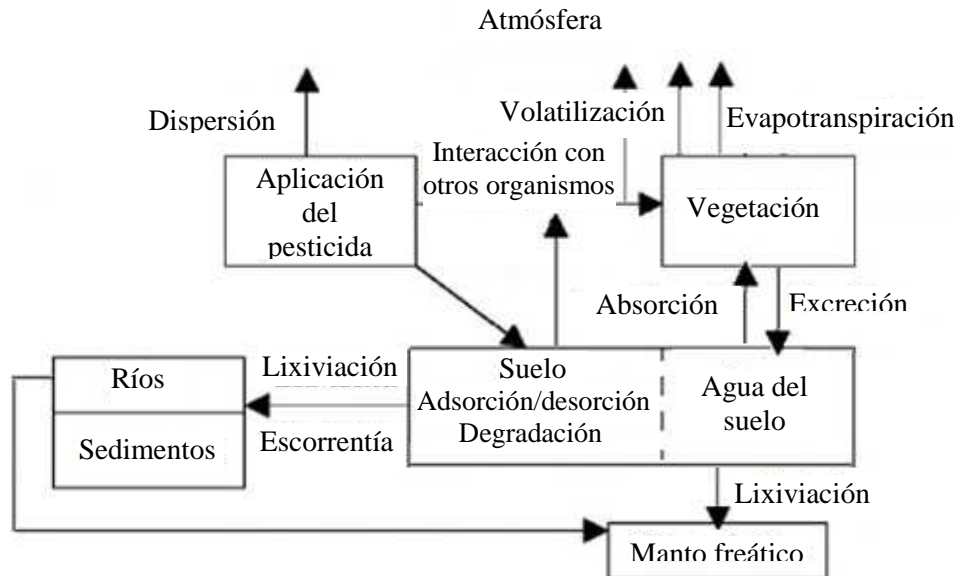 Atmósfera
Dispersión
Volatilización
Evapotranspiración
Interacción con
otros organismos
Aplicación
del
pesticida
Vegetación
Absorción
Excreción
Lixiviación
Escorrentía
Ríos
Sedimentos
Suelo
Adsorción/desorción
Degradación
Agua del
suelo
Lixiviación
Manto freático